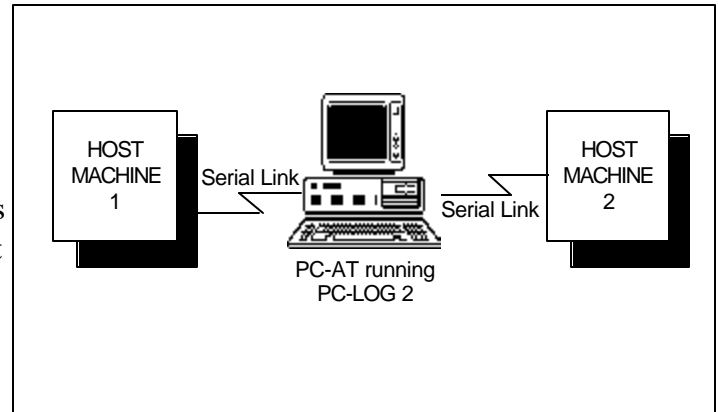 HOST
MACHINE
1
Serial Link
PC-AT running
PC-LOG 2
Serial Link
HOST
MACHINE
2